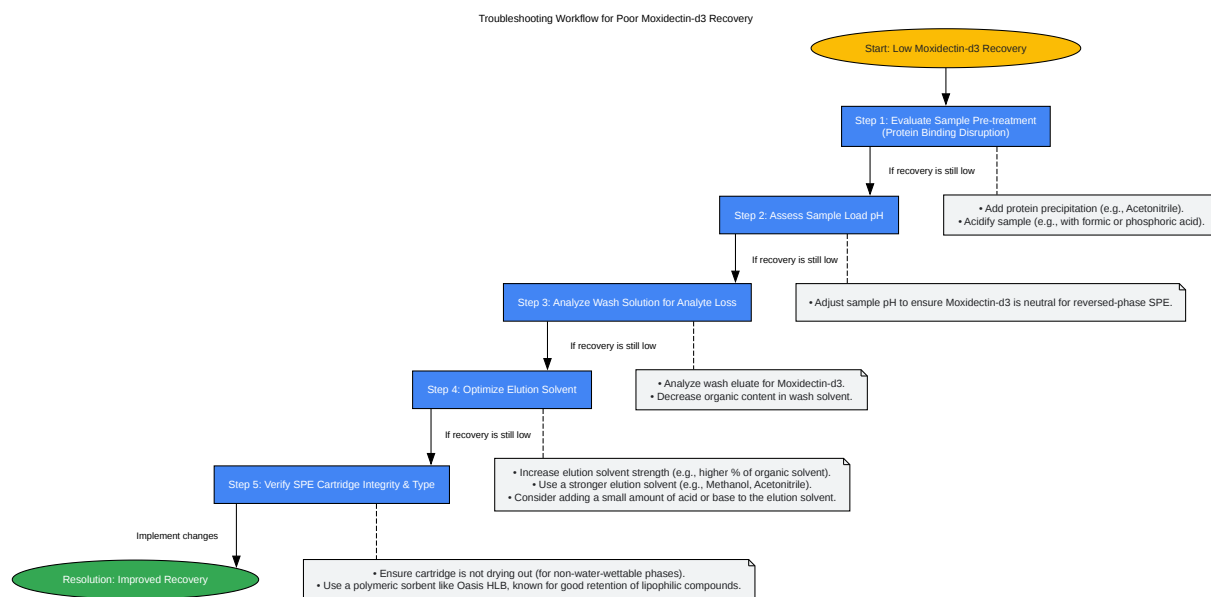 Troubleshooting Workflow for Poor Moxidectin-d3 Recovery
Start: Low Moxidectin-d3 Recovery
Step 1: Evaluate Sample Pre-treatment
(Protein Binding Disruption)
If recovery is still low
• Add protein precipitation (e.g., Acetonitrile).
• Acidify sample (e.g., with formic or phosphoric acid).
Step 2: Assess Sample Load pH
If recovery is still low
• Adjust sample pH to ensure Moxidectin-d3 is neutral for reversed-phase SPE.
Step 3: Analyze Wash Solution for Analyte Loss
If recovery is still low
• Analyze wash eluate for Moxidectin-d3.
• Decrease organic content in wash solvent.
Step 4: Optimize Elution Solvent
If recovery is still low
• Increase elution solvent strength (e.g., higher % of organic solvent).
• Use a stronger elution solvent (e.g., Methanol, Acetonitrile).
• Consider adding a small amount of acid or base to the elution solvent.
Step 5: Verify SPE Cartridge Integrity & Type
Implement changes
• Ensure cartridge is not drying out (for non-water-wettable phases).
• Use a polymeric sorbent like Oasis HLB, known for good retention of lipophilic compounds.
Resolution: Improved Recovery